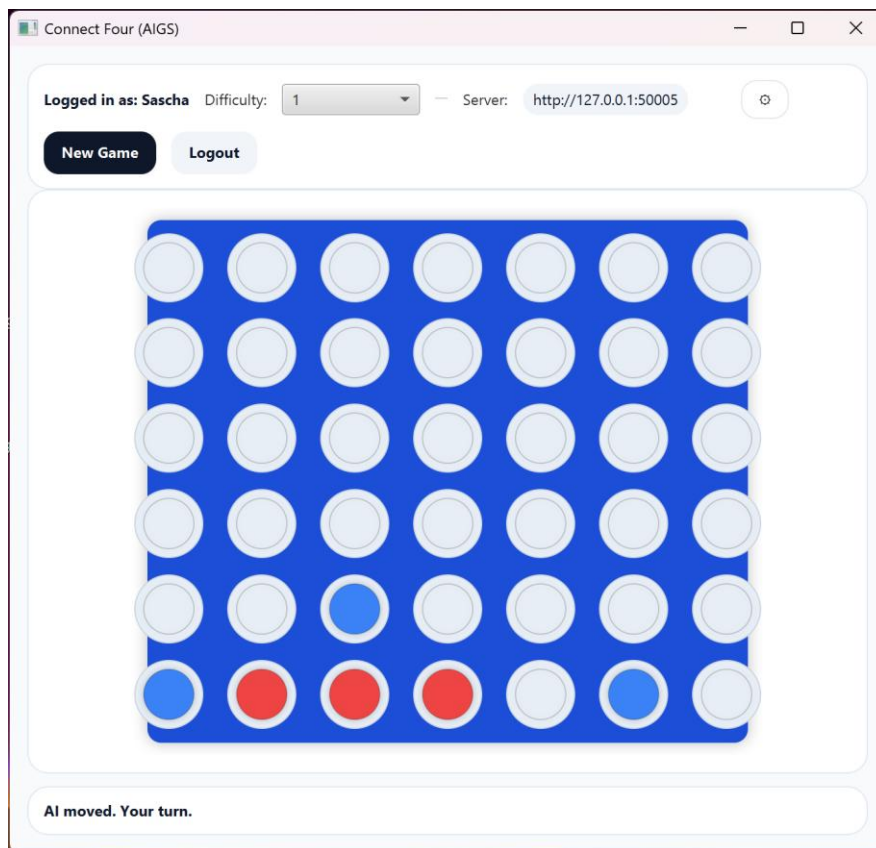 Connect Four (AIGS)
Logged in as: Sascha Difficulty: 1 — Server: http://127.0.0.1:50005
New Game Logout
AI moved. Your turn.